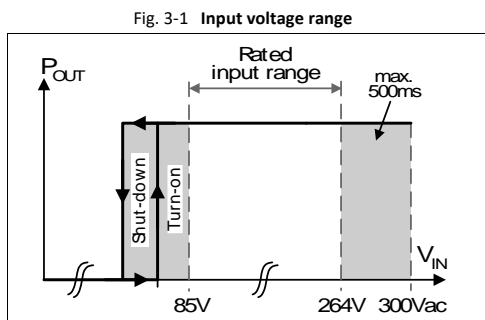 Fig. 3-1 Input voltage range
POUT
Rated
input range
max.
500ms
Shut-down
Turn-on
VIN
85V
264V
300Vac